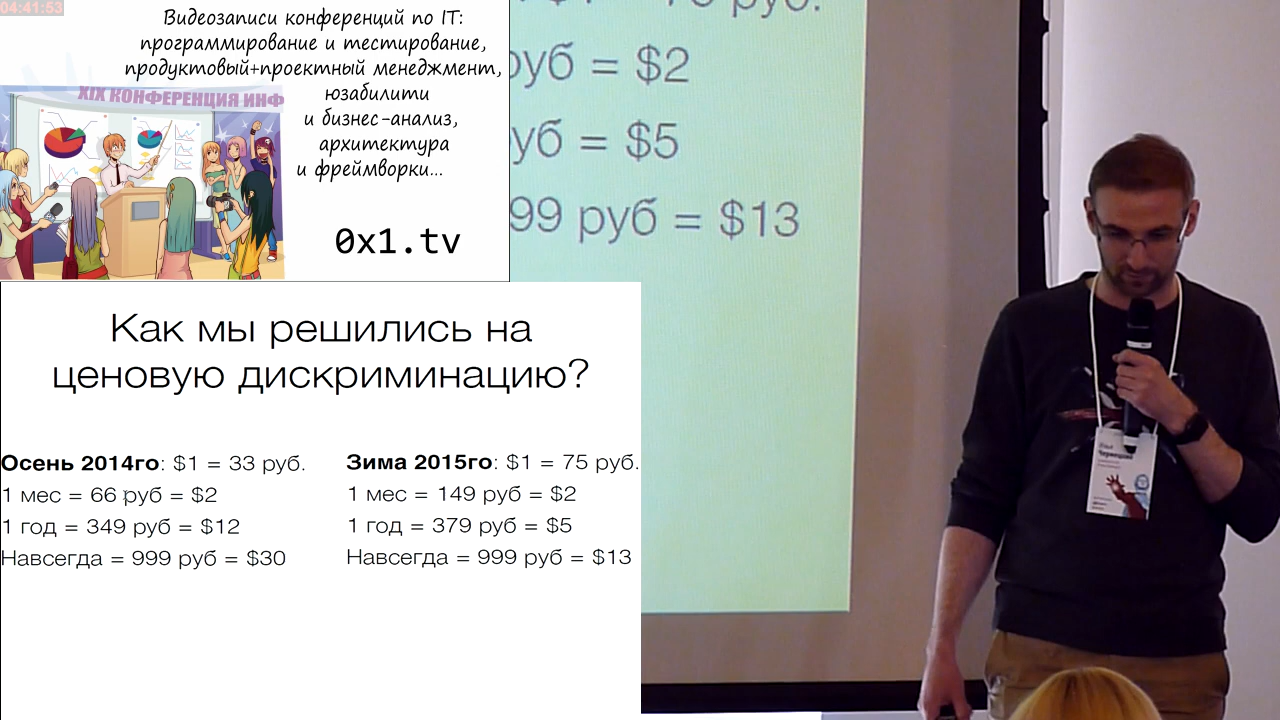 04:41:53
Видеозаписи конференций по IT:
программирование и тестирование,
продуктовый+проектный менеджмент,
юзабилити
и бизнес-анализ,
архитектура
и фреймворки...
XIX КОНФЕРЕНЦИЯ ИНФ
0x1.tv
руб = $2
уб = $5
99 руб = $13
Как мы решились на
ценовую дискриминацию?
Осень 2014го: $1 = 33 руб.
1 мес = 66 руб = $2
1 год = 349 руб = $12
Навсегда = 999 руб = $30
Зима 2015го: $1 = 75 руб.
1 мес = 149 руб = $2
1 год = 379 руб = $5
Навсегда = 999 руб = $13